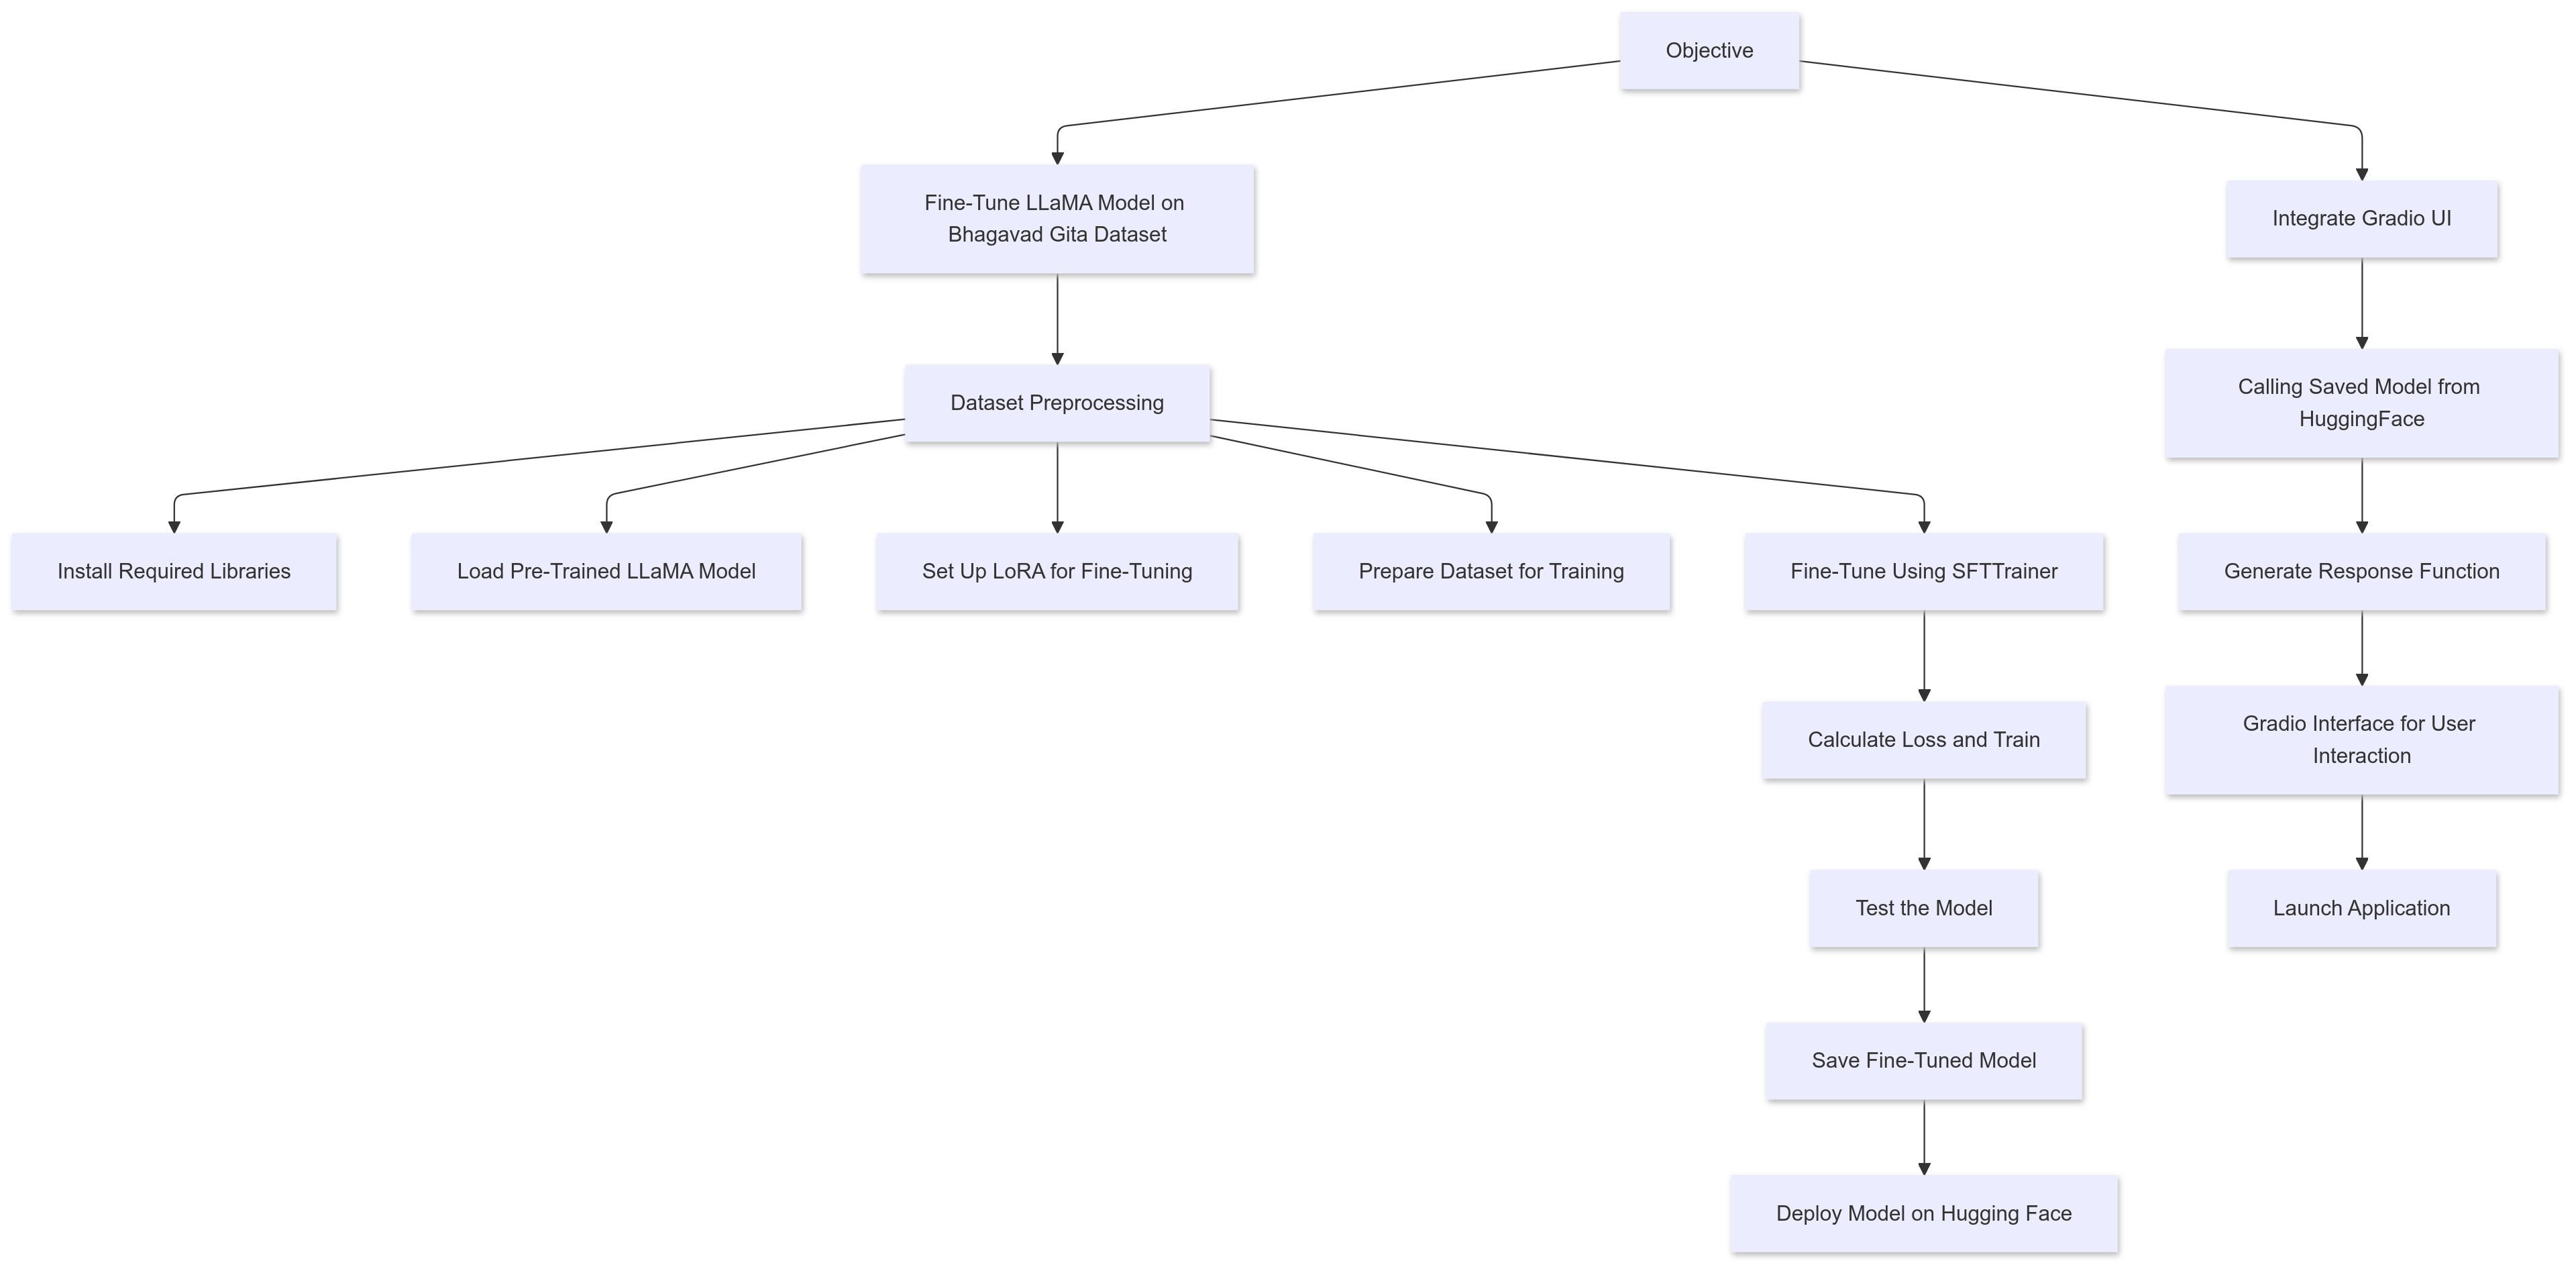 Objective
Fine-Tune LLaMA Model on
Bhagavad Gita Dataset
Integrate Gradio UI
Dataset Preprocessing
Calling Saved Model from
HuggingFace
Install Required Libraries
Load Pre-Trained LLaMA Model
Set Up LoRA for Fine-Tuning
Prepare Dataset for Training
Fine-Tune Using SFTTrainer
Generate Response Function
Calculate Loss and Train
Gradio Interface for User
Interaction
Test the Model
Launch Application
Save Fine-Tuned Model
Deploy Model on Hugging Face